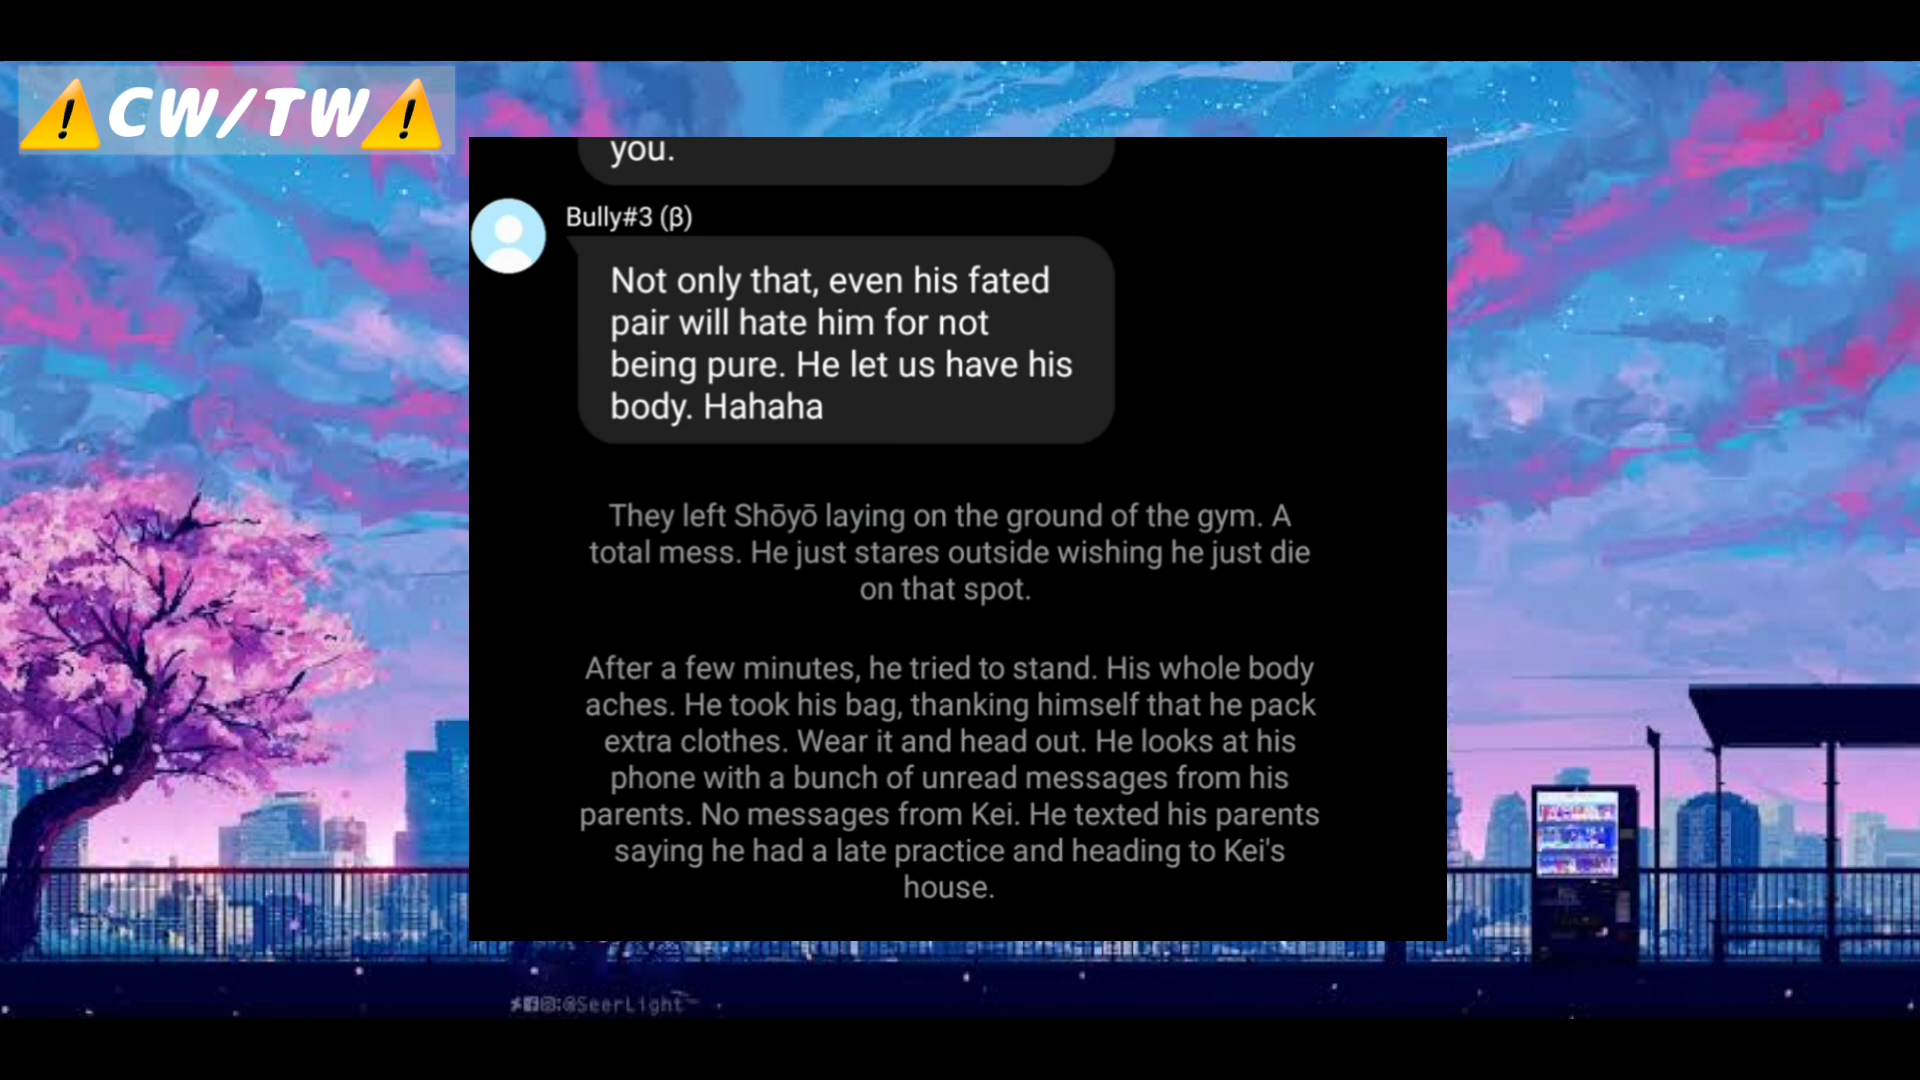 ⚠CW/TW⚠
you.
Bully#3 (β)
Not only that, even his fated
pair will hate him for not
being pure. He let us have his
body. Hahaha
They left Shōyō laying on the ground of the gym. A
total mess. He just stares outside wishing he just die
on that spot.
After a few minutes, he tried to stand. His whole body
aches. He took his bag, thanking himself that he pack
extra clothes. Wear it and head out. He looks at his
phone with a bunch of unread messages from his
parents. No messages from Kei. He texted his parents
saying he had a late practice and heading to Kei's
house.
:@SeerLight